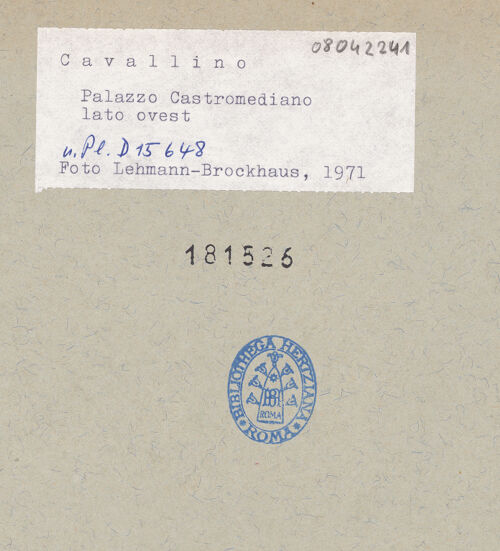 08042241
Cavallino
Palazzo Castromediano
lato ovest
n. Pl. D 15 648
Foto Lehmann-Brockhaus, 1971
181526
BIBLIOTHECA HERTZIANA
ROMA
ROMA